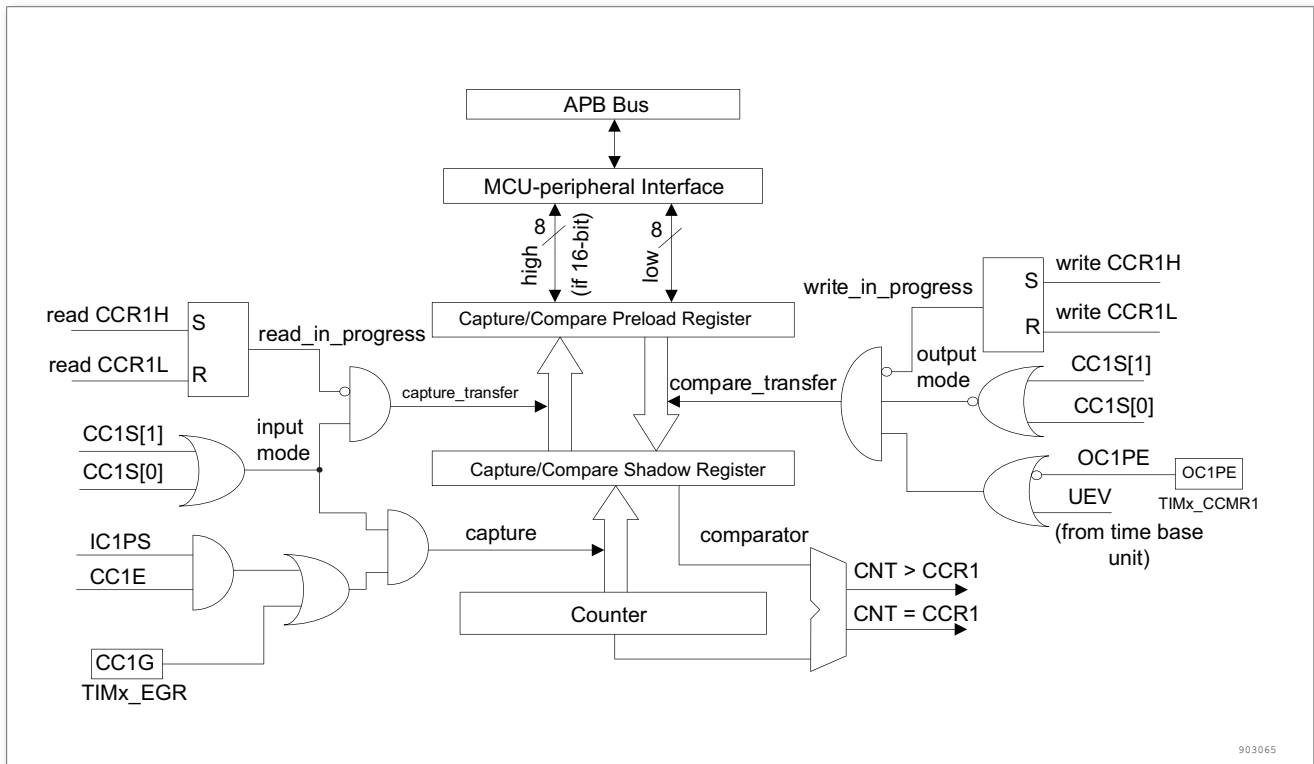 APB Bus
MCU-peripheral Interface
8
high
(if 16-bit)
8
low
write CCR1H
S
write_in_progress
write CCR1L
R
read CCR1H
S
read_in_progress
read CCR1L
R
Capture/Compare Preload Register
output
mode
CC1S[1]
CC1S[0]
capture_transfer
compare_transfer
CC1S[1]
CC1S[0]
input
mode
Capture/Compare Shadow Register
OC1PE
OC1PE
TIMx_CCMR1
UEV
(from time base
unit)
IC1PS
CC1E
capture
comparator
CNT > CCR1
CNT = CCR1
Counter
CC1G
TIMx_EGR
903065